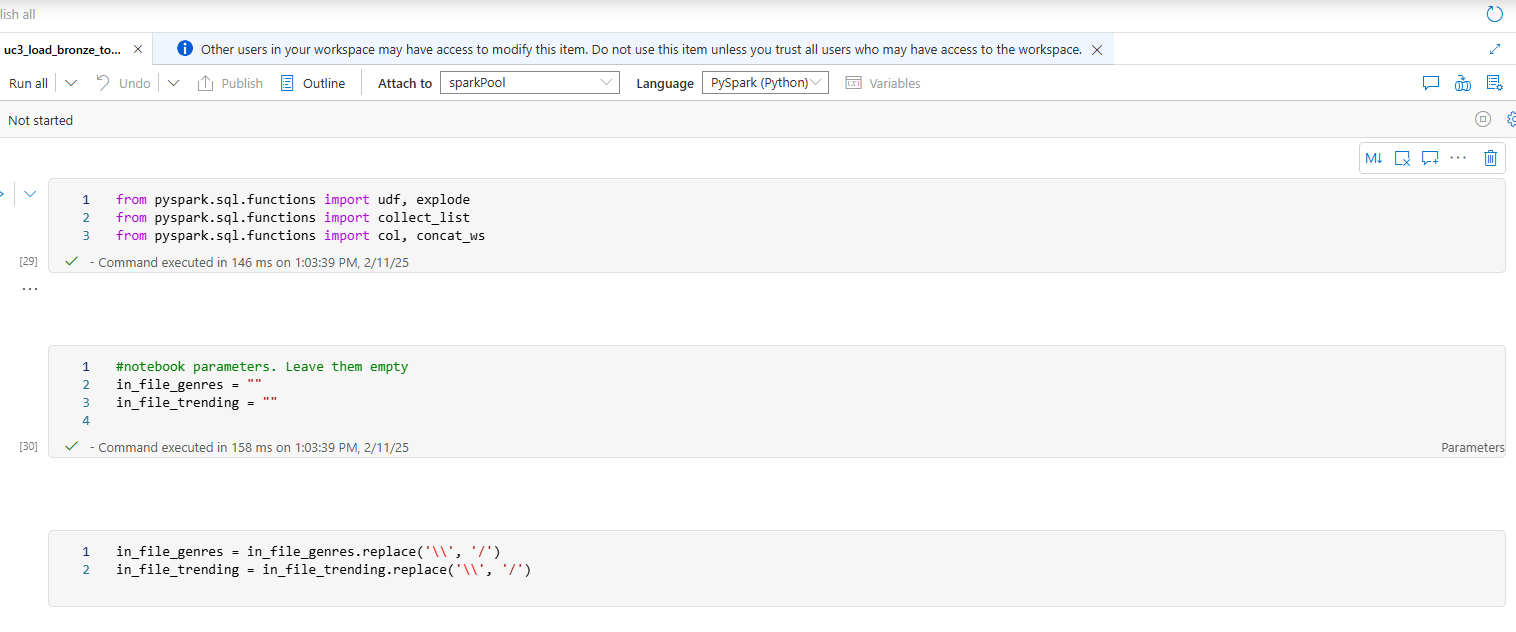 lish all
uc3_load_bronze_to...
Other users in your workspace may have access to modify this item. Do not use this item unless you trust all users who may have access to the workspace.
Run all Undo Publish Outline Attach to sparkPool Language PySpark (Python) Variables
Not started
M↓
1 from pyspark.sql.functions import udf, explode
2 from pyspark.sql.functions import collect_list
3 from pyspark.sql.functions import col, concat_ws
[29] - Command executed in 146 ms on 1:03:39 PM, 2/11/25
...
1 #notebook parameters. Leave them empty
2 in_file_genres = ""
3 in_file_trending = ""
4
[30] - Command executed in 158 ms on 1:03:39 PM, 2/11/25 Parameters
1 in_file_genres = in_file_genres.replace('\\', '/')
2 in_file_trending = in_file_trending.replace('\\', '/')